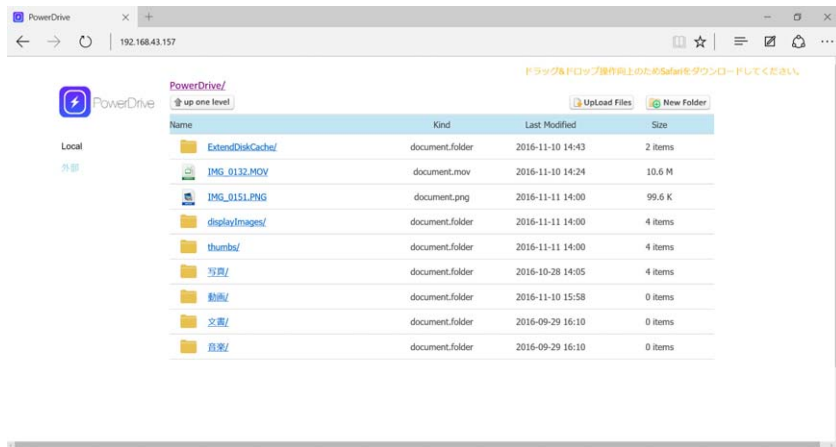 PowerDrive
192.168.43.157
ドラッグ&ドロップ操作向上のためSafariをダウンロードしてください。
PowerDrive/
PowerDrive
up one level
UpLoad Files
New Folder
Name Kind Last Modified Size
Local
外部
ExtendDiskCache/ document.folder 2016-11-10 14:43 2 items
IMG_0132.MOV document.mov 2016-11-10 14:24 10.6 M
IMG_0151.PNG document.png 2016-11-11 14:00 99.6 K
displayImages/ document.folder 2016-11-11 14:00 4 items
thumbs/ document.folder 2016-11-11 14:00 4 items
写真/ document.folder 2016-10-28 14:05 4 items
動画/ document.folder 2016-11-10 15:58 0 items
文書/ document.folder 2016-09-29 16:10 0 items
音楽/ document.folder 2016-09-29 16:10 0 items